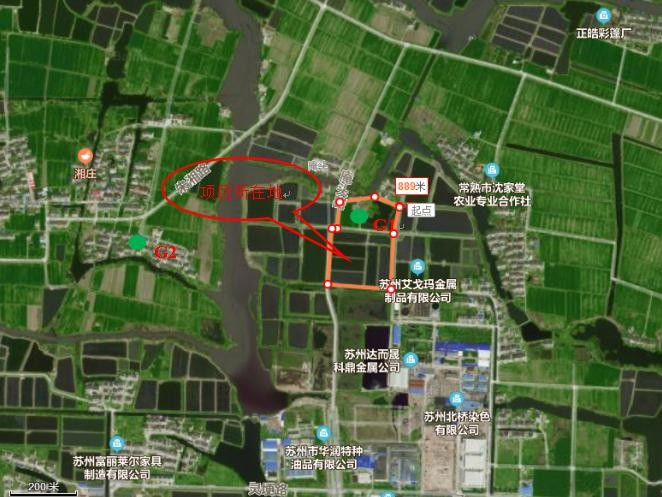 正皓彩篷厂
湘庄
常熟市沈家堂
农业专业合作社
项目所在地
889米
起点
G1
G2
苏州艾戈玛金属
制品有限公司
苏州达而晟
科鼎金属公司
苏州北桥染色
有限公司
苏州富丽莱尔家具
制造有限公司
苏州市华润特种
油品有限公司
200米